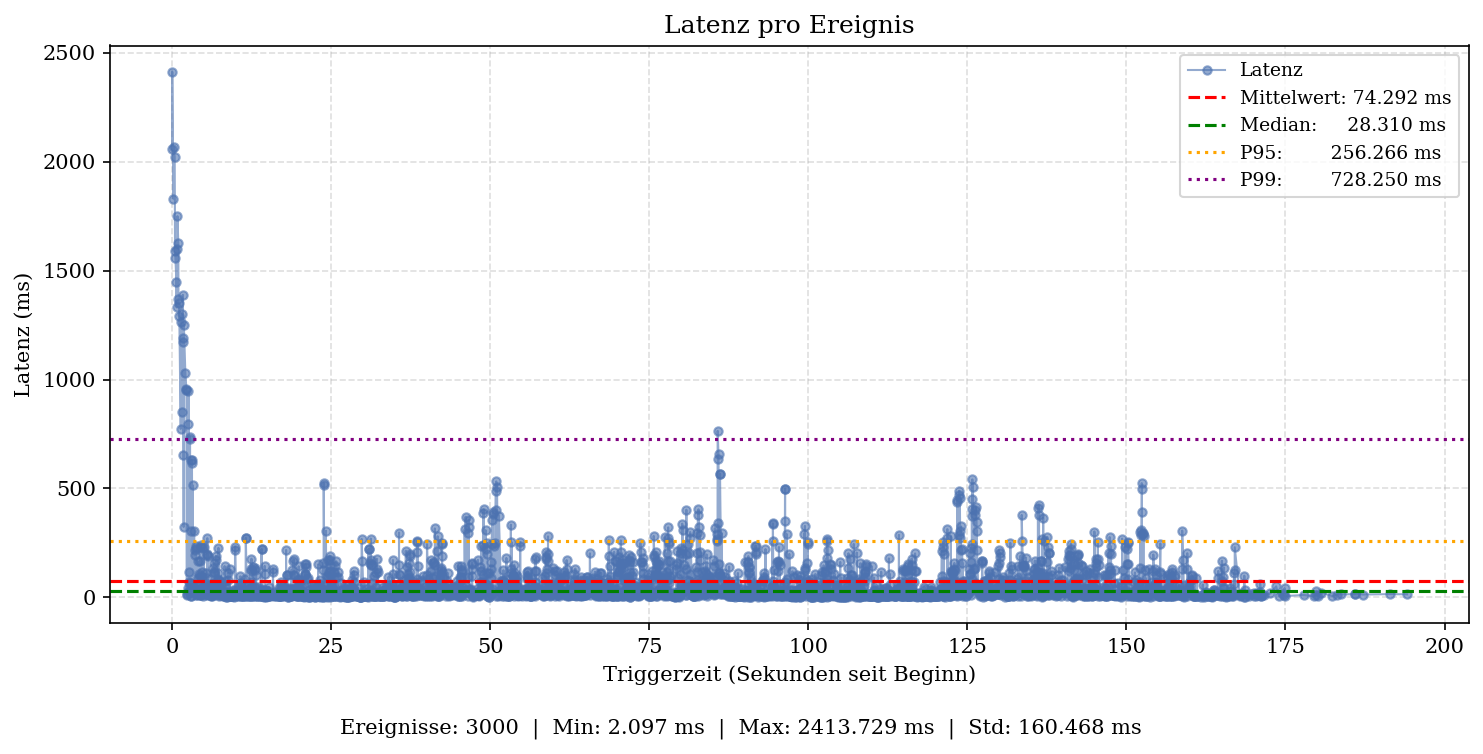 Latenz pro Ereignis
2500
2000
1500
1000
500
0
Latenz (ms)
Latenz
Mittelwert: 74.292 ms
Median: 28.310 ms
P95: 256.266 ms
P99: 728.250 ms
0 25 50 75 100 125 150 175 200
Triggerzeit (Sekunden seit Beginn)
Ereignisse: 3000 | Min: 2.097 ms | Max: 2413.729 ms | Std: 160.468 ms